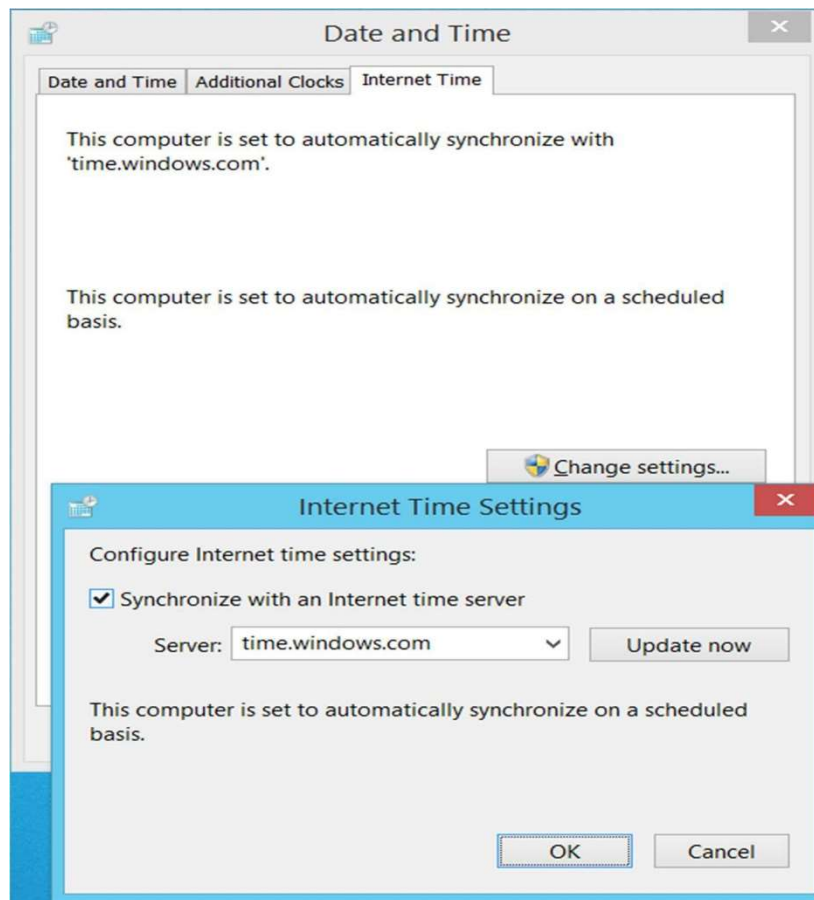 Date and Time
Date and Time
Additional Clocks
Internet Time
This computer is set to automatically synchronize with
'time.windows.com'.
This computer is set to automatically synchronize on a scheduled
basis.
Change settings...
Internet Time Settings
Configure Internet time settings:
Synchronize with an Internet time server
Server: time.windows.com
Update now
This computer is set to automatically synchronize on a scheduled
basis.
OK
Cancel